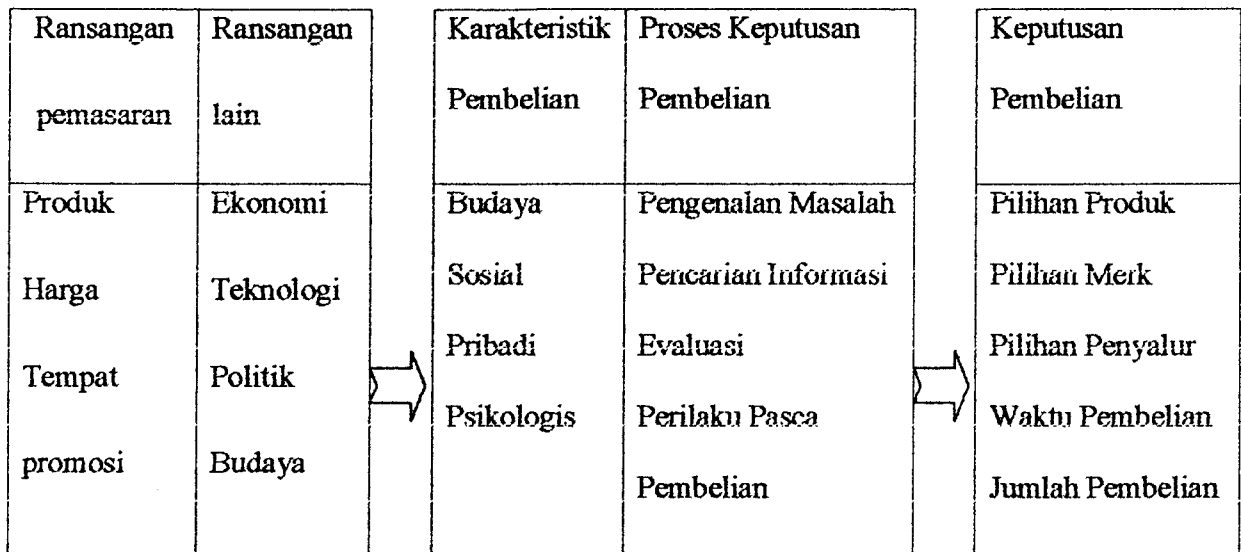 Ransangan
pemasaran
Ransangan
lain
Karakteristik
Pembelian
Proses Keputusan
Pembelian
Keputusan
Pembelian
Produk
Harga
Tempat
promosi
Ekonomi
Teknologi
Politik
Budaya
Budaya
Sosial
Pribadi
Psikologis
Pengenalan Masalah
Pencarian Informasi
Evaluasi
Perilaku Pasca
Pembelian
Pilihan Produk
Pilihan Merk
Pilihan Penyalur
Waktu Pembelian
Jumlah Pembelian